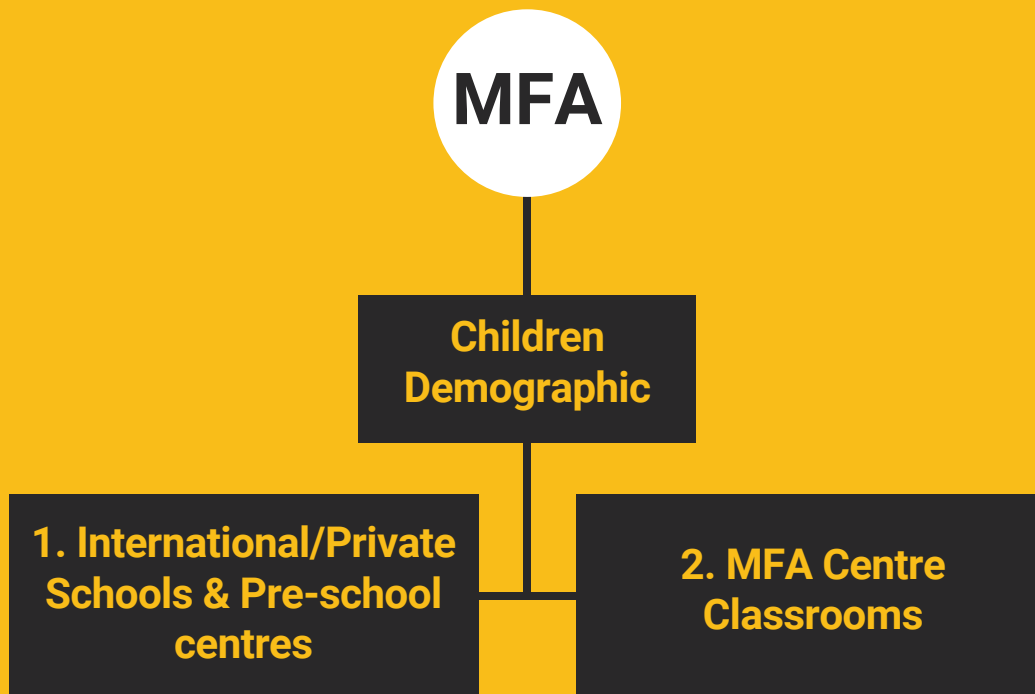 MFA
Children
Demographic
1. International/Private
Schools & Pre-school
centres
2. MFA Centre
Classrooms